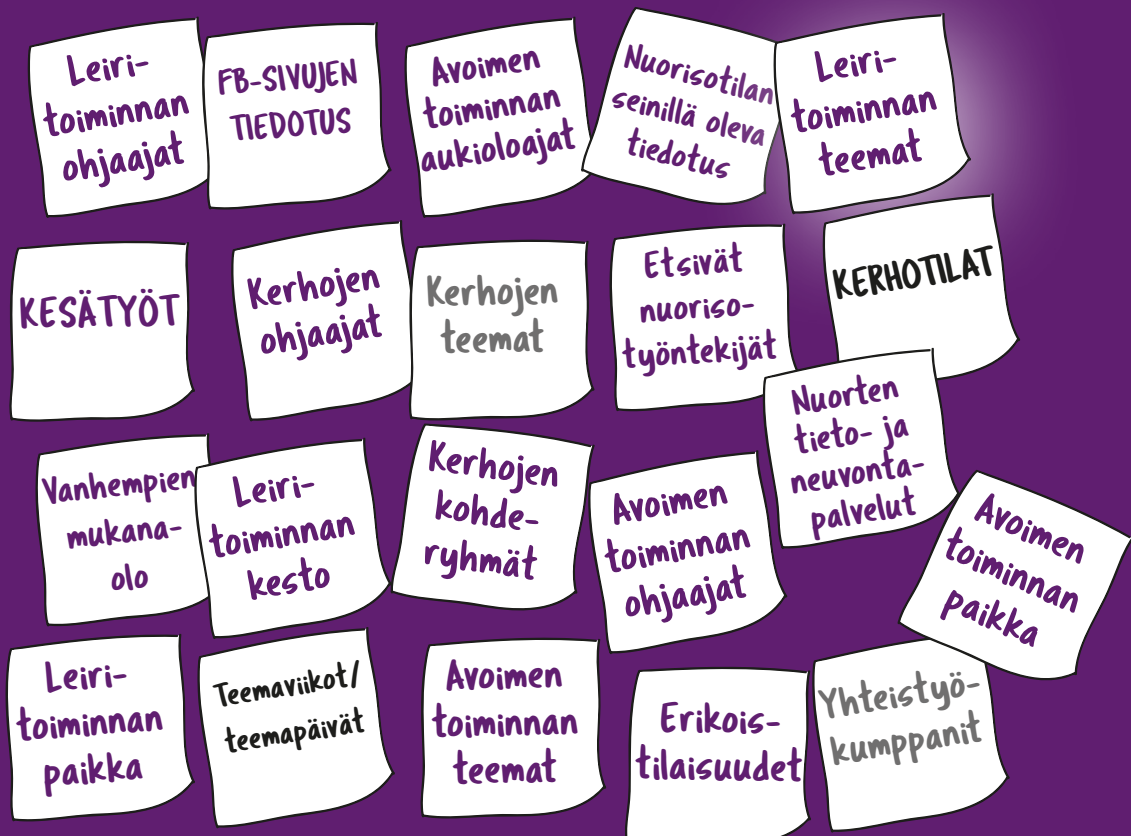 Leiri-
toiminnan
ohjaajat
FB-SIVUJEN
TIEDOTUS
Avoimen
toiminnan
aukioloajat
Nuorisotilan
seinillä oleva
tiedotus
Leiri-
toiminnan
teemat
KESÄTYÖT
Kerhojen
ohjaajat
Kerhojen
teemat
Etsivät
nuoriso-
työntekijät
KERHOTILAT
Vanhempien
mukana-
olo
Leiri-
toiminnan
kesto
Kerhojen
kohde-
ryhmät
Avoimen
toiminnan
ohjaajat
Nuorten
tieto- ja
neuvonta-
palvelut
Avoimen
toiminnan
paikka
Leiri-
toiminnan
paikka
Teemaviikot/
teemapäivät
Avoimen
toiminnan
teemat
Erikois-
tilaisuudet
Yhteistyö-
kumppanit